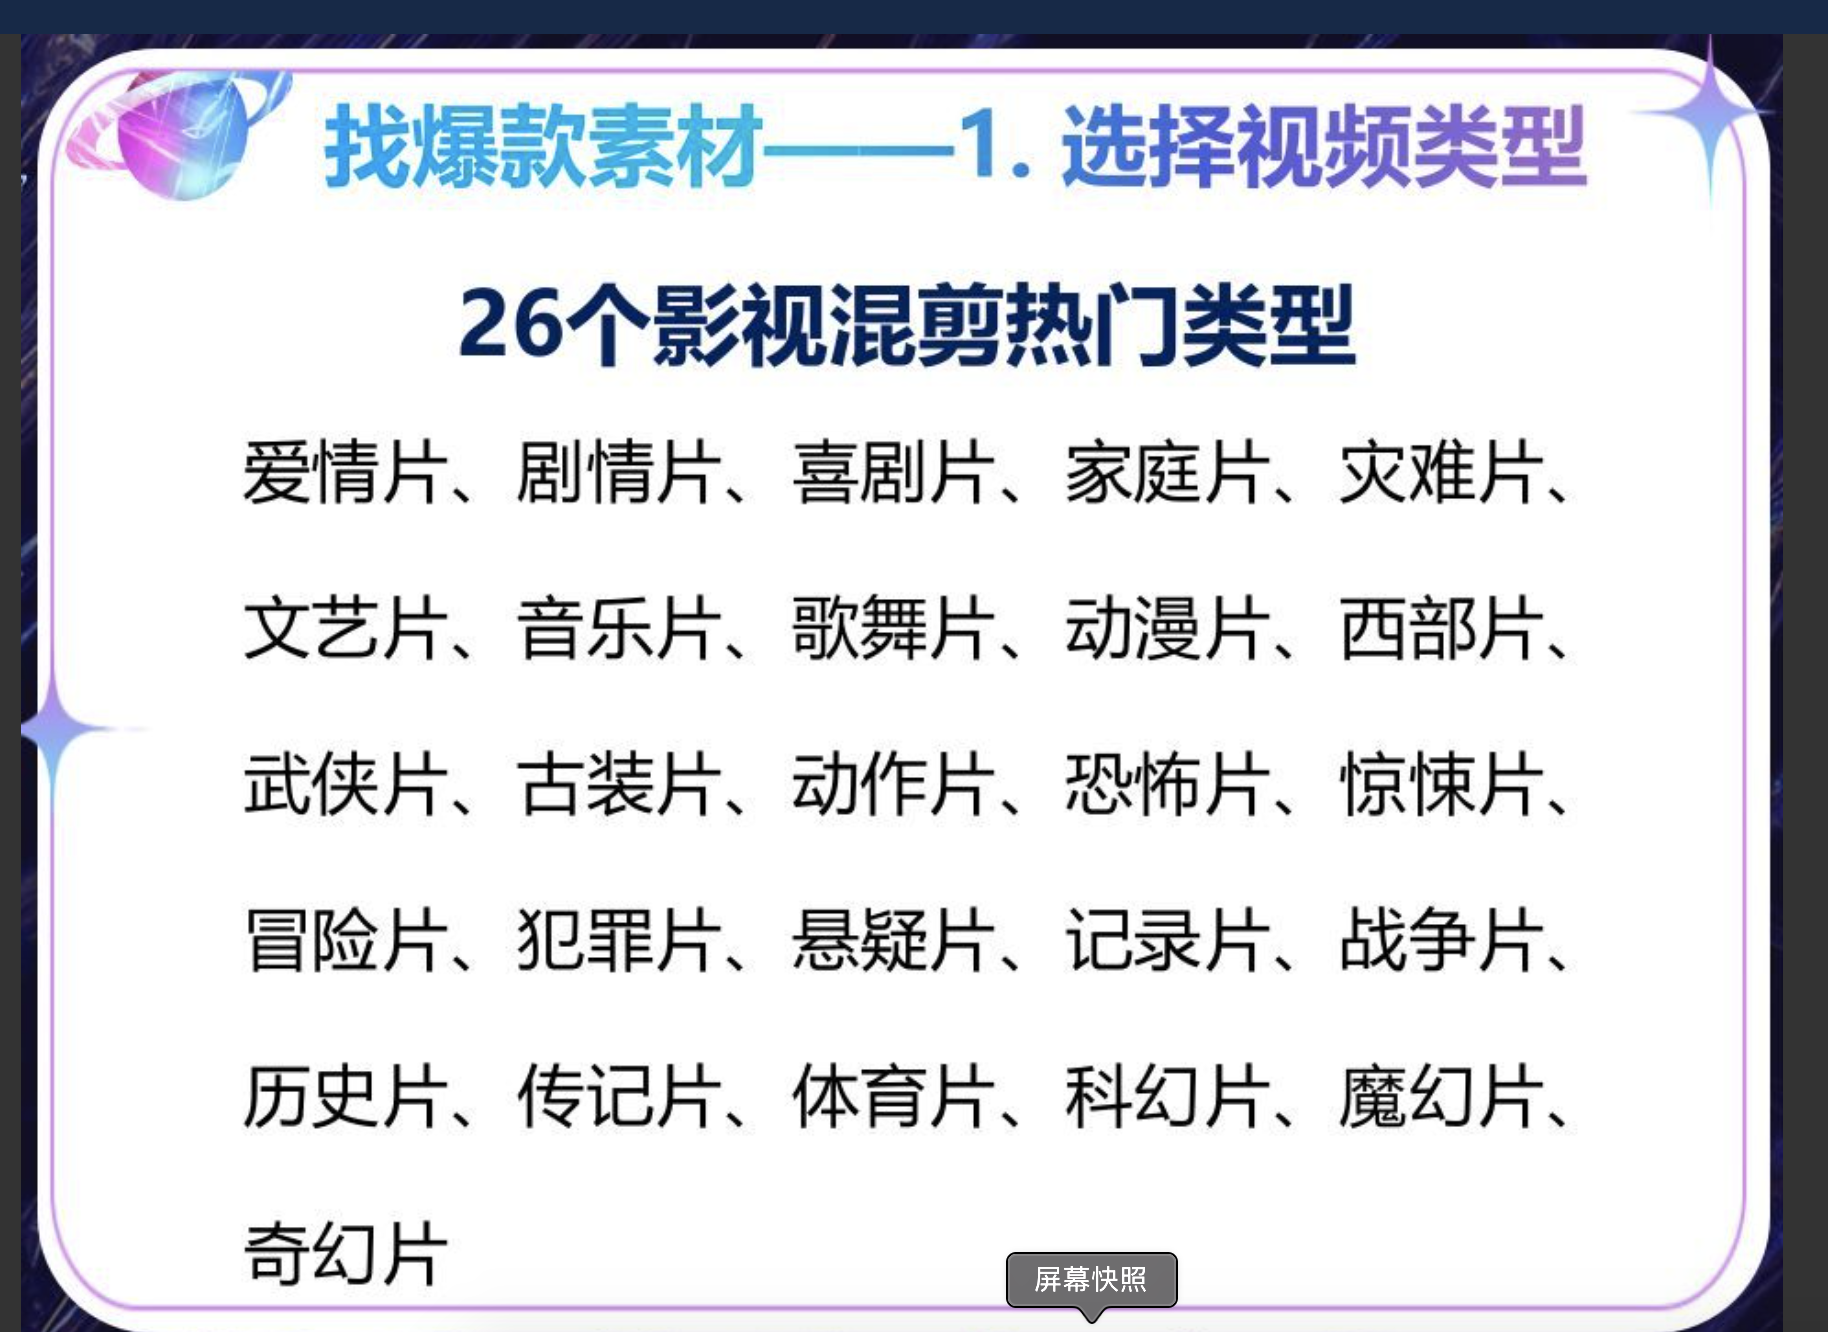 找爆款素材——1. 选择视频类型
26个影视混剪热门类型
爱情片、剧情片、喜剧片、家庭片、灾难片、
文艺片、音乐片、歌舞片、动漫片、西部片、
武侠片、古装片、动作片、恐怖片、惊悚片、
冒险片、犯罪片、悬疑片、记录片、战争片、
历史片、传记片、体育片、科幻片、魔幻片、
奇幻片
屏幕快照